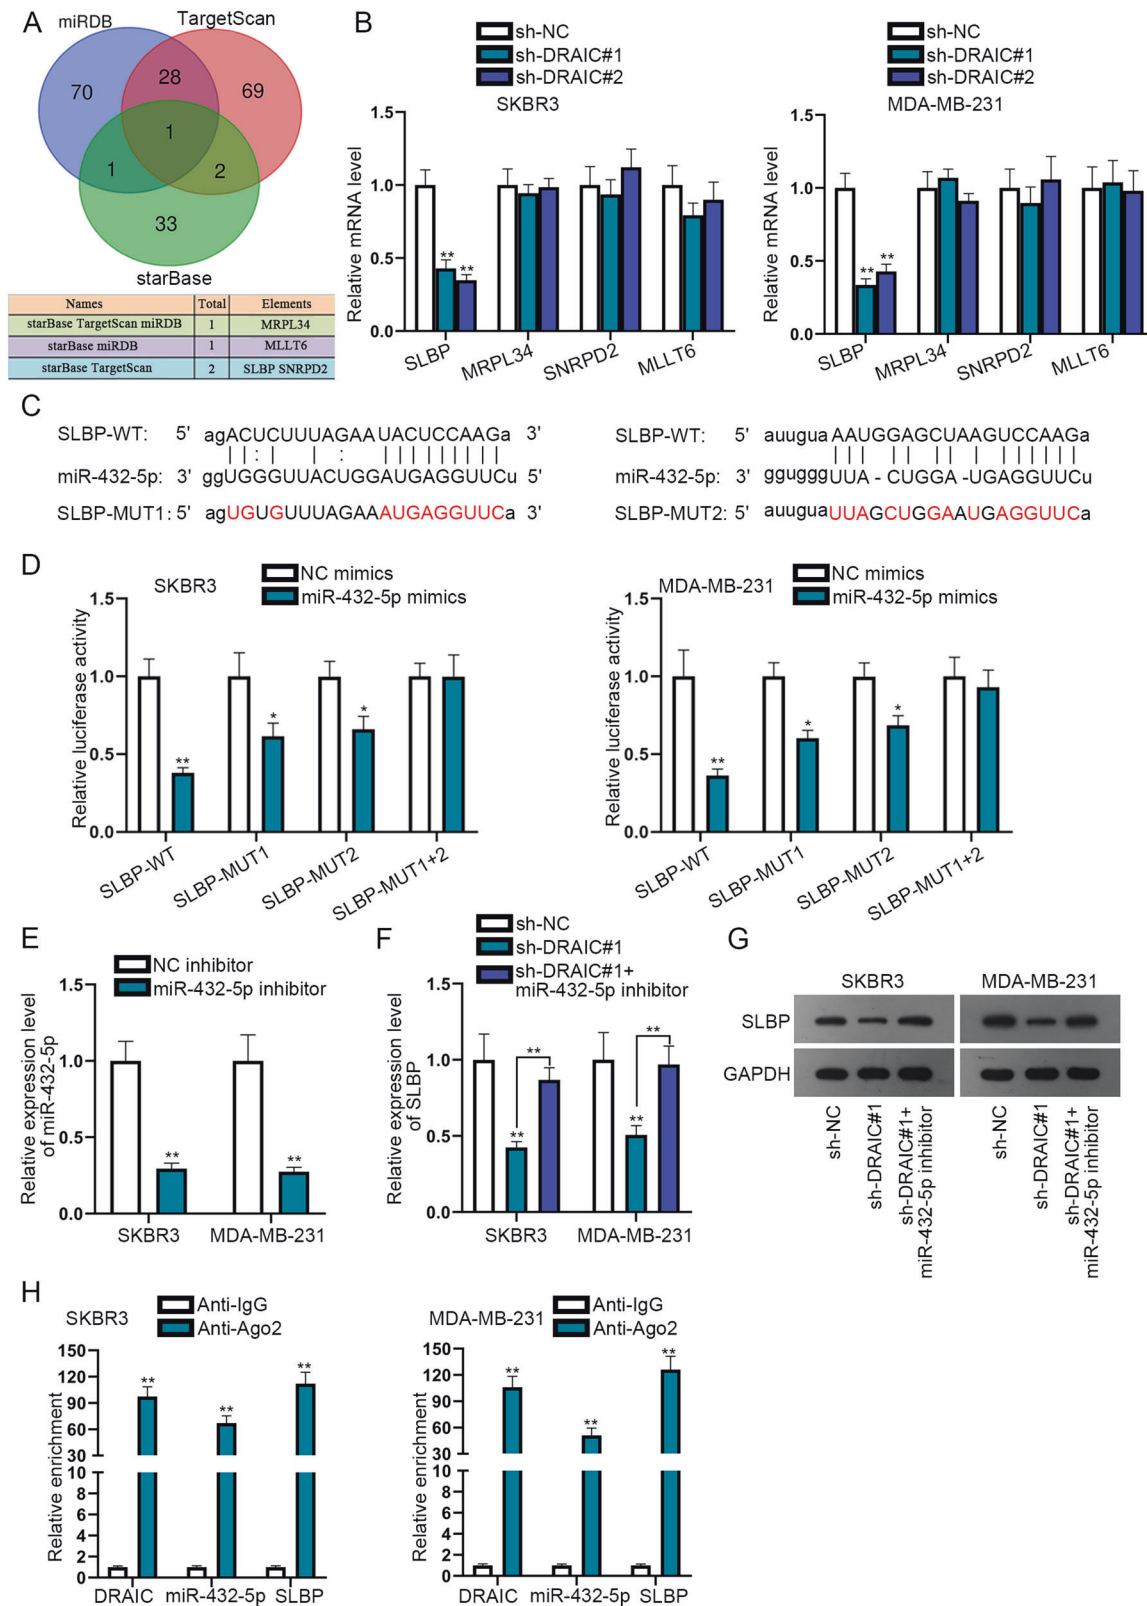 A
miRDB
TargetScan
70
28
69
1
1
2
33
starBase
Names Total Elements
starBase TargetScan miRDB 1 MRPL34
starBase miRDB 1 MLLT6
starBase TargetScan 2 SLBP SNRPD2
B
sh-NC
sh-DRAIC#1
sh-DRAIC#2
SKBR3
Relative mRNA level
1.5
1.0
0.5
0.0
** **
SLBP MRPL34 SNRPD2 MLLT6
sh-NC
sh-DRAIC#1
sh-DRAIC#2
MDA-MB-231
Relative mRNA level
1.5
1.0
0.5
0.0
** **
SLBP MRPL34 SNRPD2 MLLT6
C
SLBP-WT: 5' agACUCUUUAGAAUACUCCAAGa 3'
miR-432-5p: 3' ggUGGGUUACUGGAUGAGGUUCu 5'
SLBP-MUT1: 5' agUGUGUUUAGAAAUGAGGUUCa 3'
SLBP-WT: 5' auuguaAAUGGAGCUAAGUCCAAGa 3'
miR-432-5p: 3' ggugggUUA - CUGGA -UGAGGUUCu 5'
SLBP-MUT2: 5' auuguaUUAGCUGGAAUGAGGUUCa 3'
D
SKBR3
NC mimics
miR-432-5p mimics
Relative luciferase activity
1.5
1.0
0.5
0.0
** * *
SLBP-WT SLBP-MUT1 SLBP-MUT2 SLBP-MUT1+2
MDA-MB-231
NC mimics
miR-432-5p mimics
Relative luciferase activity
1.5
1.0
0.5
0.0
** * *
SLBP-WT SLBP-MUT1 SLBP-MUT2 SLBP-MUT1+2
E
NC inhibitor
miR-432-5p inhibitor
Relative expression level
of miR-432-5p
1.5
1.0
0.5
0.0
** **
SKBR3 MDA-MB-231
F
sh-NC
sh-DRAIC#1
sh-DRAIC#1+
miR-432-5p inhibitor
Relative expression level
of SLBP
1.5
1.0
0.5
0.0
** ** ** **
SKBR3 MDA-MB-231
G
SKBR3 MDA-MB-231
SLBP
GAPDH
sh-NC
sh-DRAIC#1
sh-DRAIC#1+
miR-432-5p inhibitor
sh-NC
sh-DRAIC#1
sh-DRAIC#1+
miR-432-5p inhibitor
H
SKBR3
Anti-IgG
Anti-Ago2
Relative enrichment
150
120
90
60
30
10
8
6
4
2
0
** ** **
DRAIC miR-432-5p SLBP
MDA-MB-231
Anti-IgG
Anti-Ago2
Relative enrichment
150
120
90
60
30
10
8
6
4
2
0
** ** **
DRAIC miR-432-5p SLBP